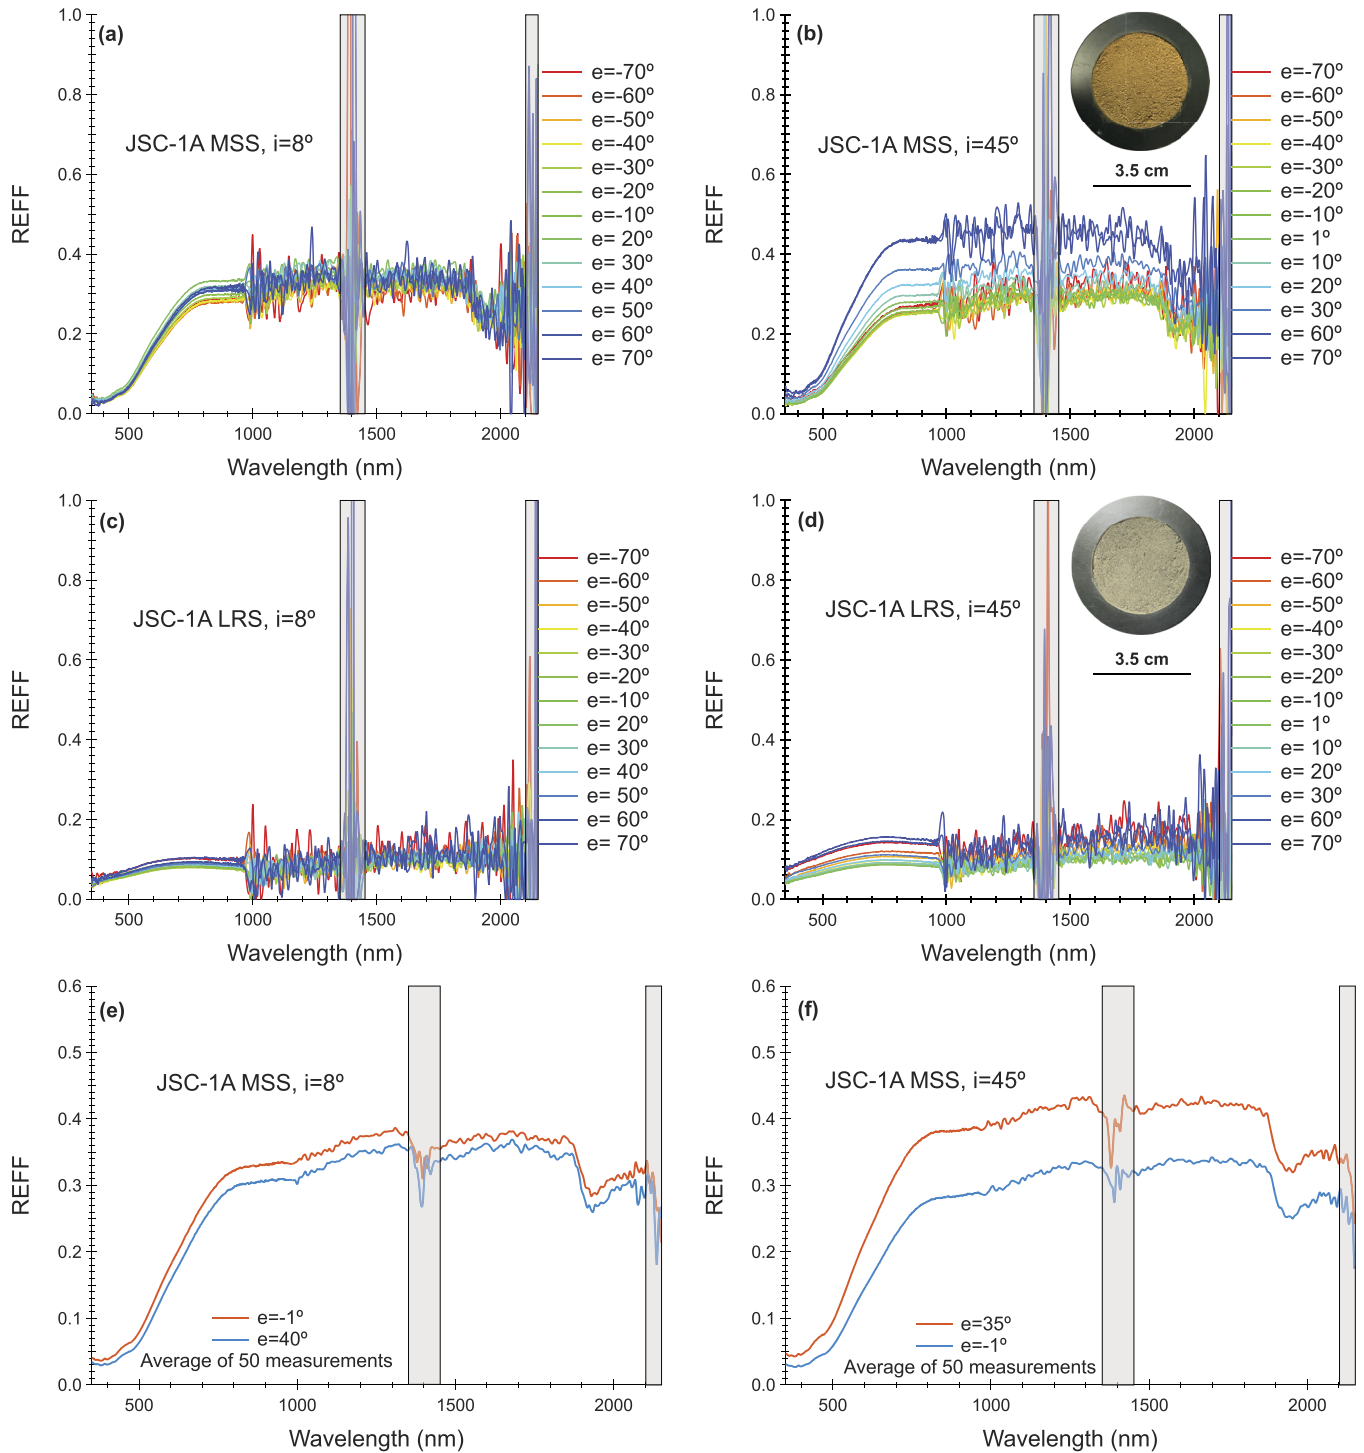 (a)
JSC-1A MSS, i=8º
REFF
1.0
0.8
0.6
0.4
0.2
0.0
500
1000
1500
2000
Wavelength (nm)
e=-70º
e=-60º
e=-50º
e=-40º
e=-30º
e=-20º
e=-10º
e= 20º
e= 30º
e= 40º
e= 50º
e= 60º
e= 70º
(b)
JSC-1A MSS, i=45º
3.5 cm
REFF
1.0
0.8
0.6
0.4
0.2
0.0
500
1000
1500
2000
Wavelength (nm)
e=-70º
e=-60º
e=-50º
e=-40º
e=-30º
e=-20º
e=-10º
e= 1º
e= 10º
e= 20º
e= 30º
e= 60º
e= 70º
(c)
JSC-1A LRS, i=8º
REFF
1.0
0.8
0.6
0.4
0.2
0.0
500
1000
1500
2000
Wavelength (nm)
e=-70º
e=-60º
e=-50º
e=-40º
e=-30º
e=-20º
e=-10º
e= 20º
e= 30º
e= 40º
e= 50º
e= 60º
e= 70º
(d)
JSC-1A LRS, i=45º
3.5 cm
REFF
1.0
0.8
0.6
0.4
0.2
0.0
500
1000
1500
2000
Wavelength (nm)
e=-70º
e=-60º
e=-50º
e=-40º
e=-30º
e=-20º
e=-10º
e= 1º
e= 10º
e= 20º
e= 30º
e= 60º
e= 70º
(e)
JSC-1A MSS, i=8º
REFF
0.6
0.5
0.4
0.3
0.2
0.1
0.0
e=-1º
e=40º
Average of 50 measurements
500
1000
1500
2000
Wavelength (nm)
(f)
JSC-1A MSS, i=45º
REFF
0.6
0.5
0.4
0.3
0.2
0.1
0.0
e=35º
e=-1º
Average of 50 measurements
500
1000
1500
2000
Wavelength (nm)